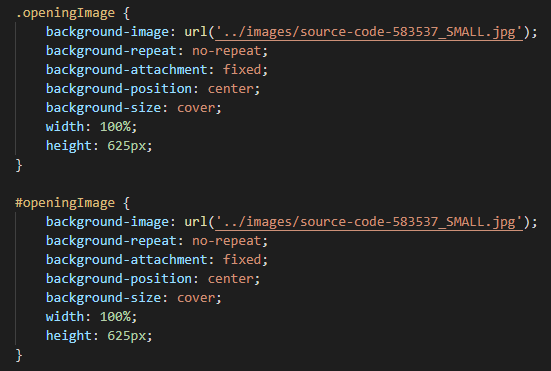 .openingImage {
    background-image: url('../images/source-code-583537_SMALL.jpg');
    background-repeat: no-repeat;
    background-attachment: fixed;
    background-position: center;
    background-size: cover;
    width: 100%;
    height: 625px;
}

#openingImage {
    background-image: url('../images/source-code-583537_SMALL.jpg');
    background-repeat: no-repeat;
    background-attachment: fixed;
    background-position: center;
    background-size: cover;
    width: 100%;
    height: 625px;
}